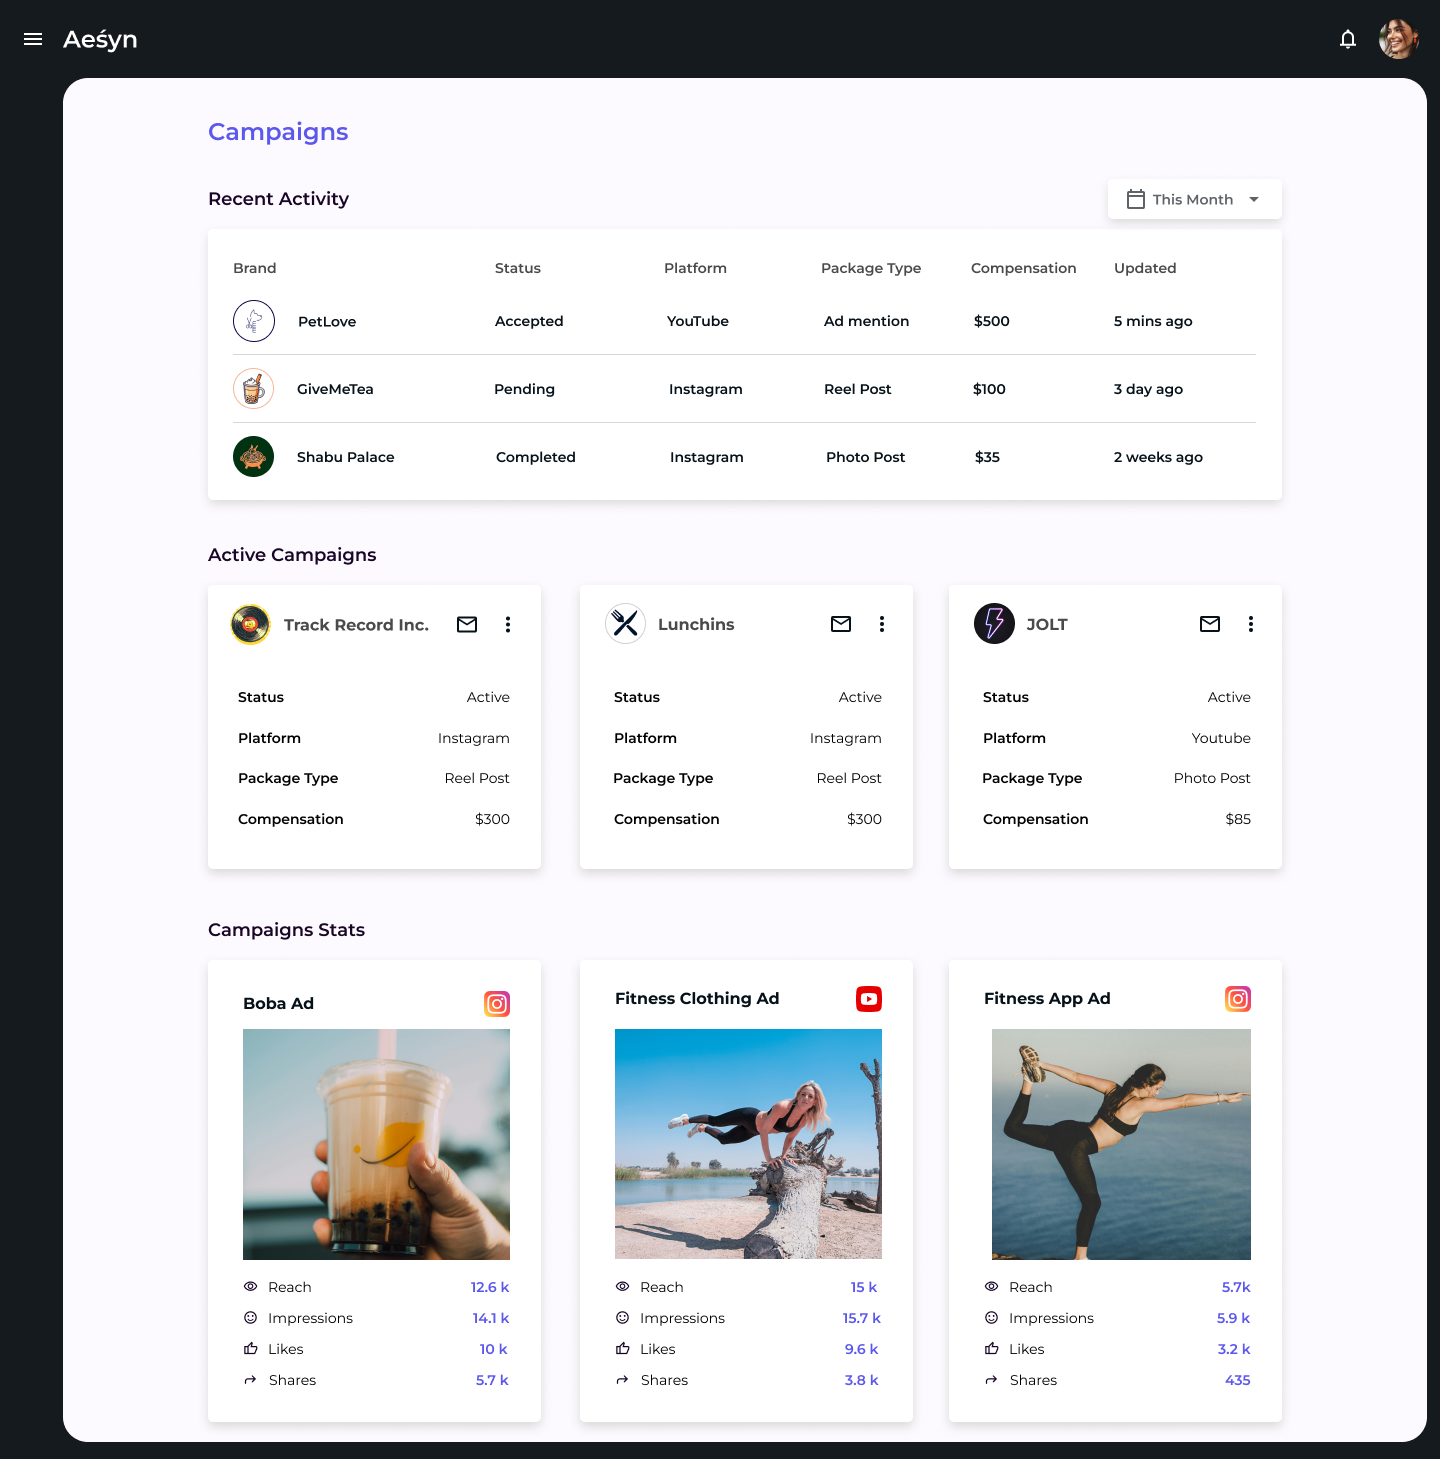 Aeśyn
Campaigns
Recent Activity
This Month
Brand Status Platform Package Type Compensation Updated
PetLove Accepted YouTube Ad mention $500 5 mins ago
GiveMeTea Pending Instagram Reel Post $100 3 day ago
Shabu Palace Completed Instagram Photo Post $35 2 weeks ago
Active Campaigns
Track Record Inc.
Status Active
Platform Instagram
Package Type Reel Post
Compensation $300
Lunchins
Status Active
Platform Instagram
Package Type Reel Post
Compensation $300
JOLT
Status Active
Platform Youtube
Package Type Photo Post
Compensation $85
Campaigns Stats
Boba Ad
Reach 12.6 k
Impressions 14.1 k
Likes 10 k
Shares 5.7 k
Fitness Clothing Ad
Reach 15 k
Impressions 15.7 k
Likes 9.6 k
Shares 3.8 k
Fitness App Ad
Reach 5.7k
Impressions 5.9 k
Likes 3.2 k
Shares 435